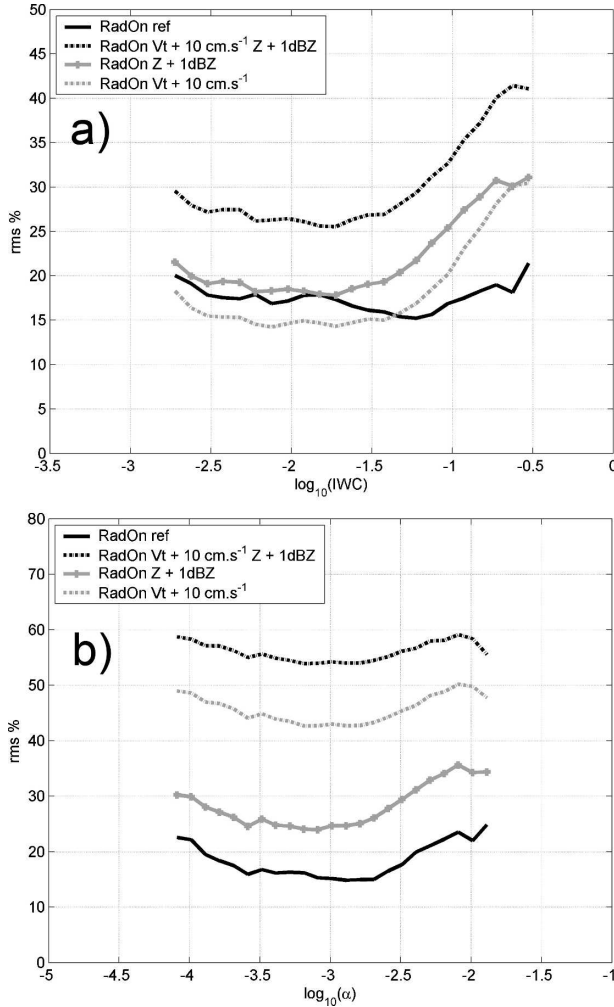 50
45
40
35
30
25
20
15
10
5
0
rms %
RadOn ref
RadOn Vt + 10 cm.s⁻¹ Z + 1dBZ
RadOn Z + 1dBZ
RadOn Vt + 10 cm.s⁻¹
a)
-3.5 -3 -2.5 -2 -1.5 -1 -0.5 0
log₁₀(IWC)
80
70
60
50
40
30
20
10
0
rms %
RadOn ref
RadOn Vt + 10 cm.s⁻¹ Z + 1dBZ
RadOn Z + 1dBZ
RadOn Vt + 10 cm.s⁻¹
b)
-5 -4.5 -4 -3.5 -3 -2.5 -2 -1.5 -1
log₁₀(α)